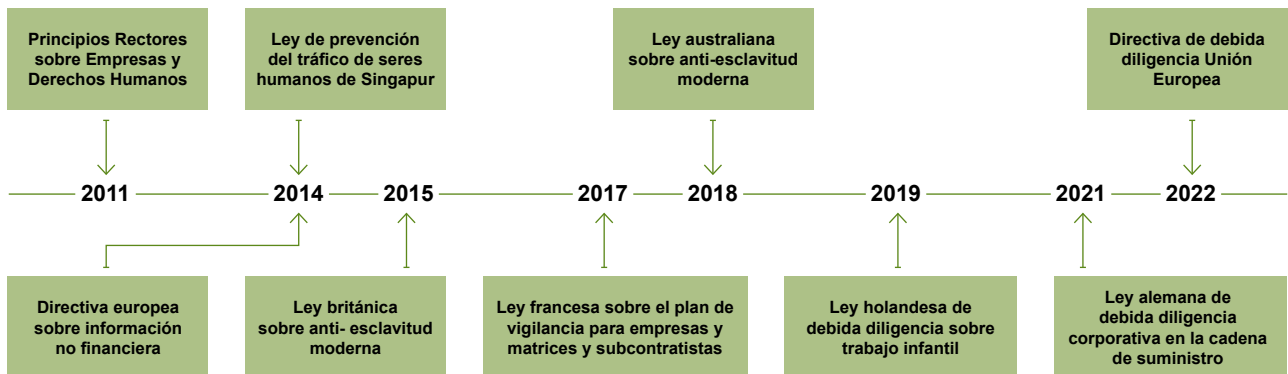 Principios Rectores
sobre Empresas y
Derechos Humanos
Ley de prevención
del tráfico de seres
humanos de Singapur
Ley australiana
sobre anti-esclavitud
moderna
Directiva de debida
diligencia Unión
Europea
2011
2014
2015
2017
2018
2019
2021
2022
Directiva europea
sobre información
no financiera
Ley británica
sobre anti- esclavitud
moderna
Ley francesa sobre el plan de
vigilancia para empresas y
matrices y subcontratistas
Ley holandesa de
debida diligencia sobre
trabajo infantil
Ley alemana de
debida diligencia
corporativa en la cadena
de suministro